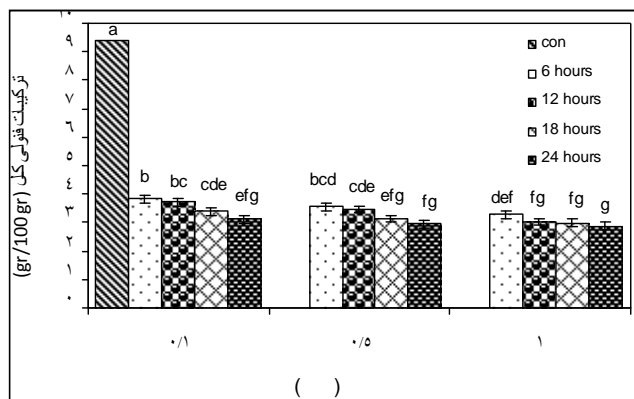 ترکیبات فنولی کل (gr/100 gr)
۱۰
۹
۸
۷
۶
۵
۴
۳
۲
۱
۰
a
b bc cde efg
bcd cde efg fg
def fg fg g
con
6 hours
12 hours
18 hours
24 hours
۰/۱ ۰/۵ ۱
( )